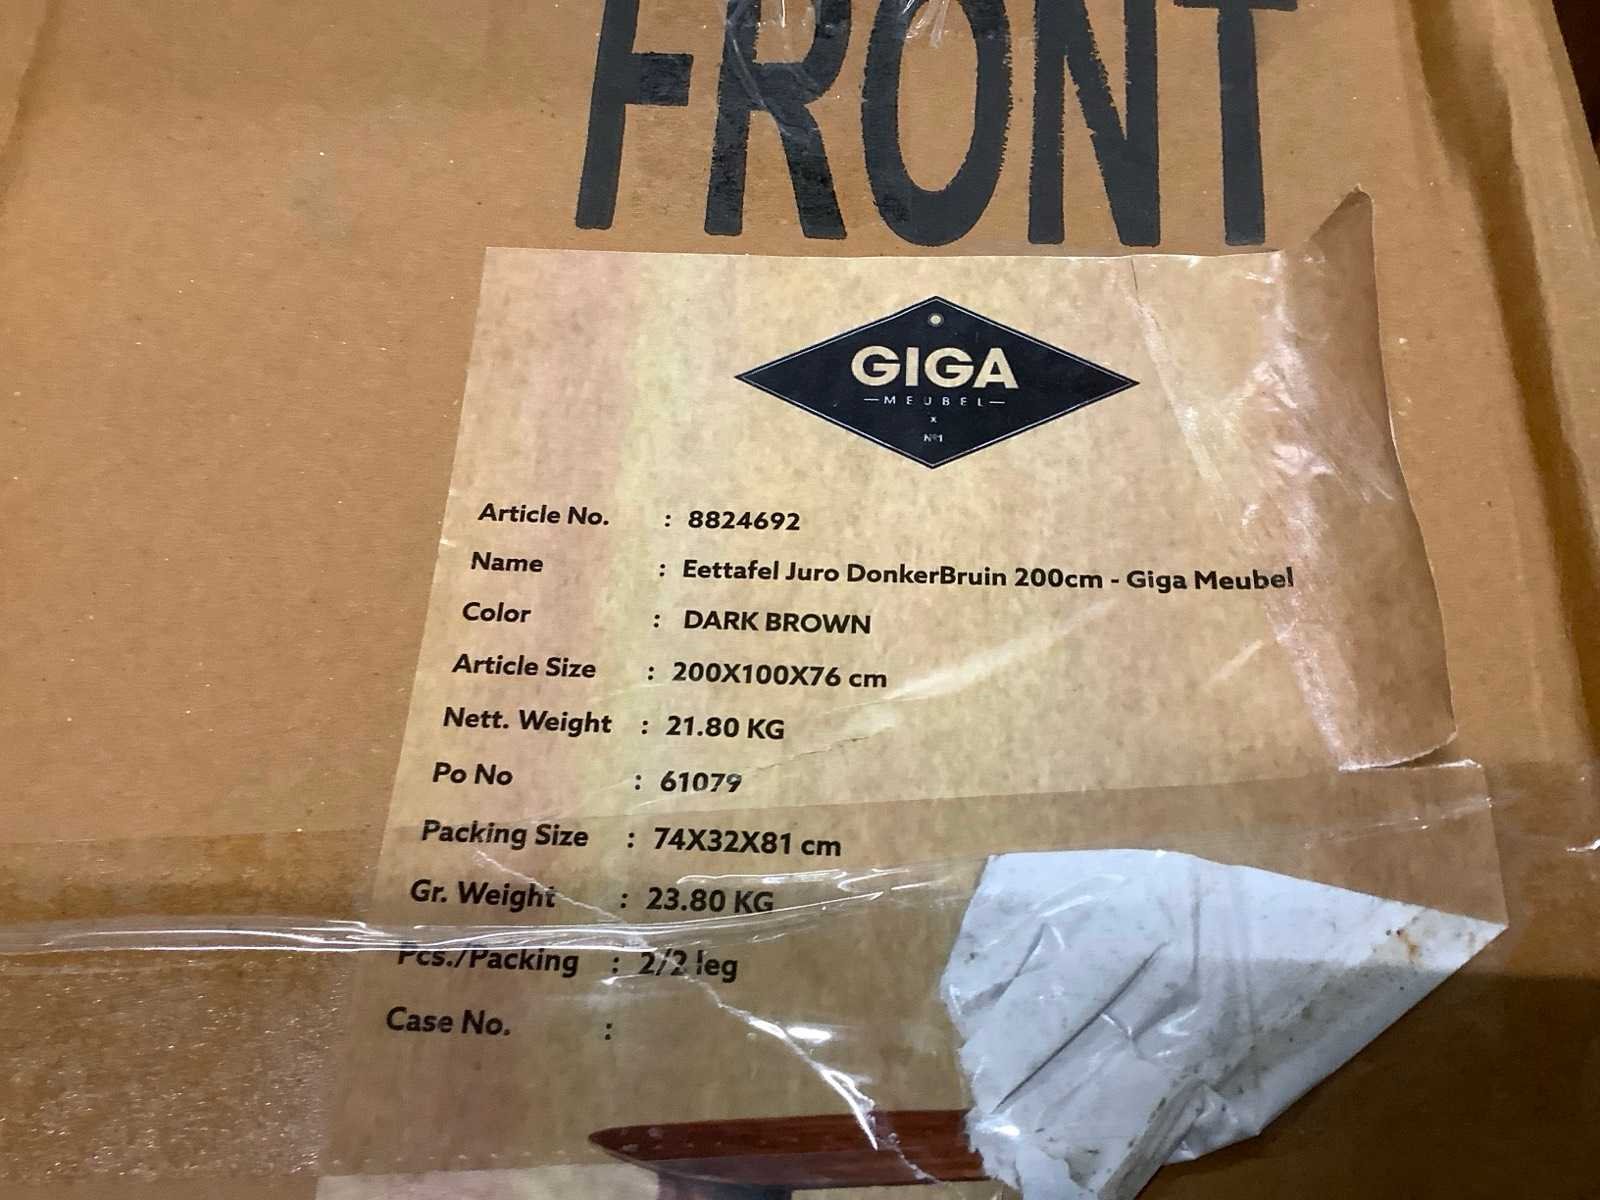 FRONT
GIGA
MEUBEL
x
Nº1
Article No. : 8824692
Name : Eettafel Juro DonkerBruin 200cm - Giga Meubel
Color : DARK BROWN
Article Size : 200X100X76 cm
Nett. Weight : 21.80 KG
Po No : 61079
Packing Size : 74X32X81 cm
Gr. Weight : 23.80 KG
Pcs./Packing : 2/2 leg
Case No. :